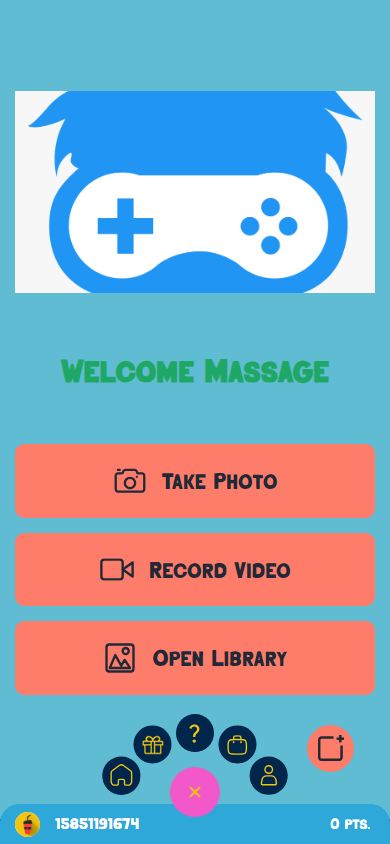 Welcome Massage
Take Photo
Record Video
Open Library
?
15851191674
0 PTS.